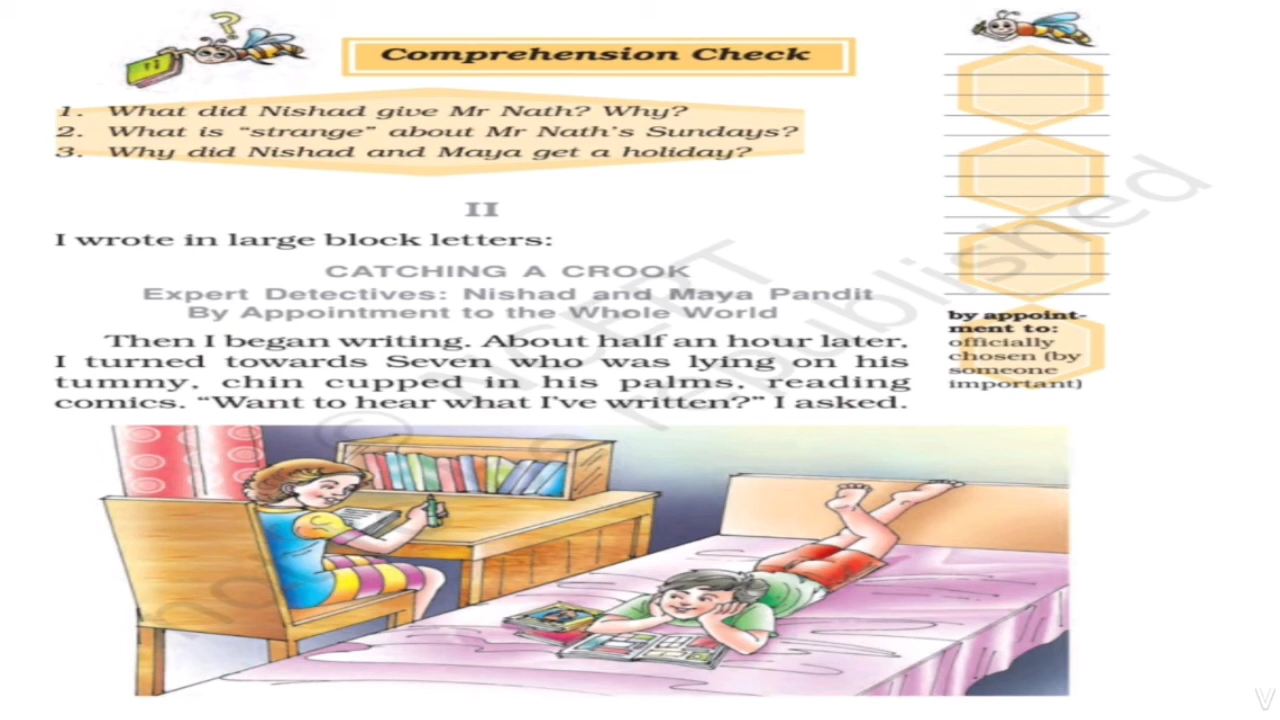 Comprehension Check
1. What did Nishad give Mr Nath? Why?
2. What is “strange” about Mr Nath’s Sundays?
3. Why did Nishad and Maya get a holiday?
II
I wrote in large block letters:
CATCHING A CROOK
Expert Detectives: Nishad and Maya Pandit
By Appointment to the Whole World
Then I began writing. About half an hour later,
I turned towards Seven who was lying on his
tummy, chin cupped in his palms, reading
comics. “Want to hear what I’ve written?” I asked.
by appoint-
ment to:
officially
chosen (by
someone
important)
© NCERT
republished
V